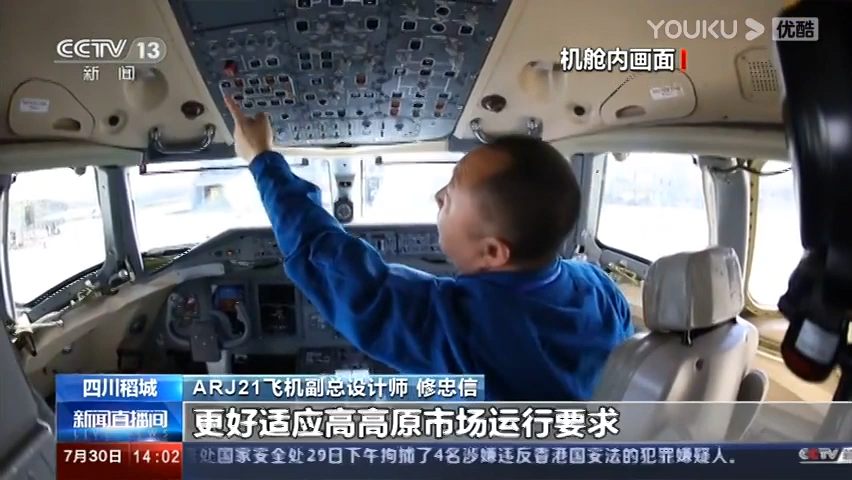 CCTV 13
新闻
YOUKU 优酷
机舱内画面
四川稻城
ARJ21飞机副总设计师 修忠信
新闻直播间
更好适应高高原市场运行要求
7月30日 14:02
处国家安全处29日下午拘捕了4名涉嫌违反香港国安法的犯罪嫌疑人。
CCTV